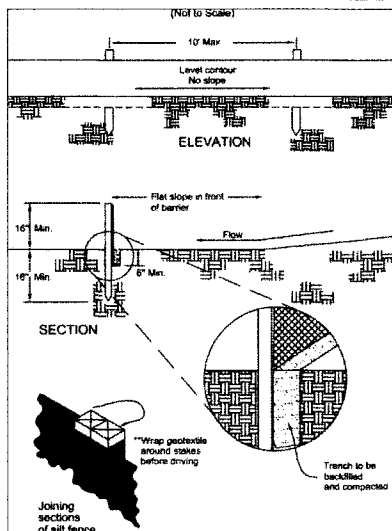 (Not to Scale)
10' Max
Level contour
No slope
ELEVATION
Flat slope in front
of barrier
16" Min.
Flow
16" Min.
6" Min.
SECTION
**Wrap geotextile
around stakes
before driving
Trench to be
backfilled
and compacted
Joining
sections
of silt fence